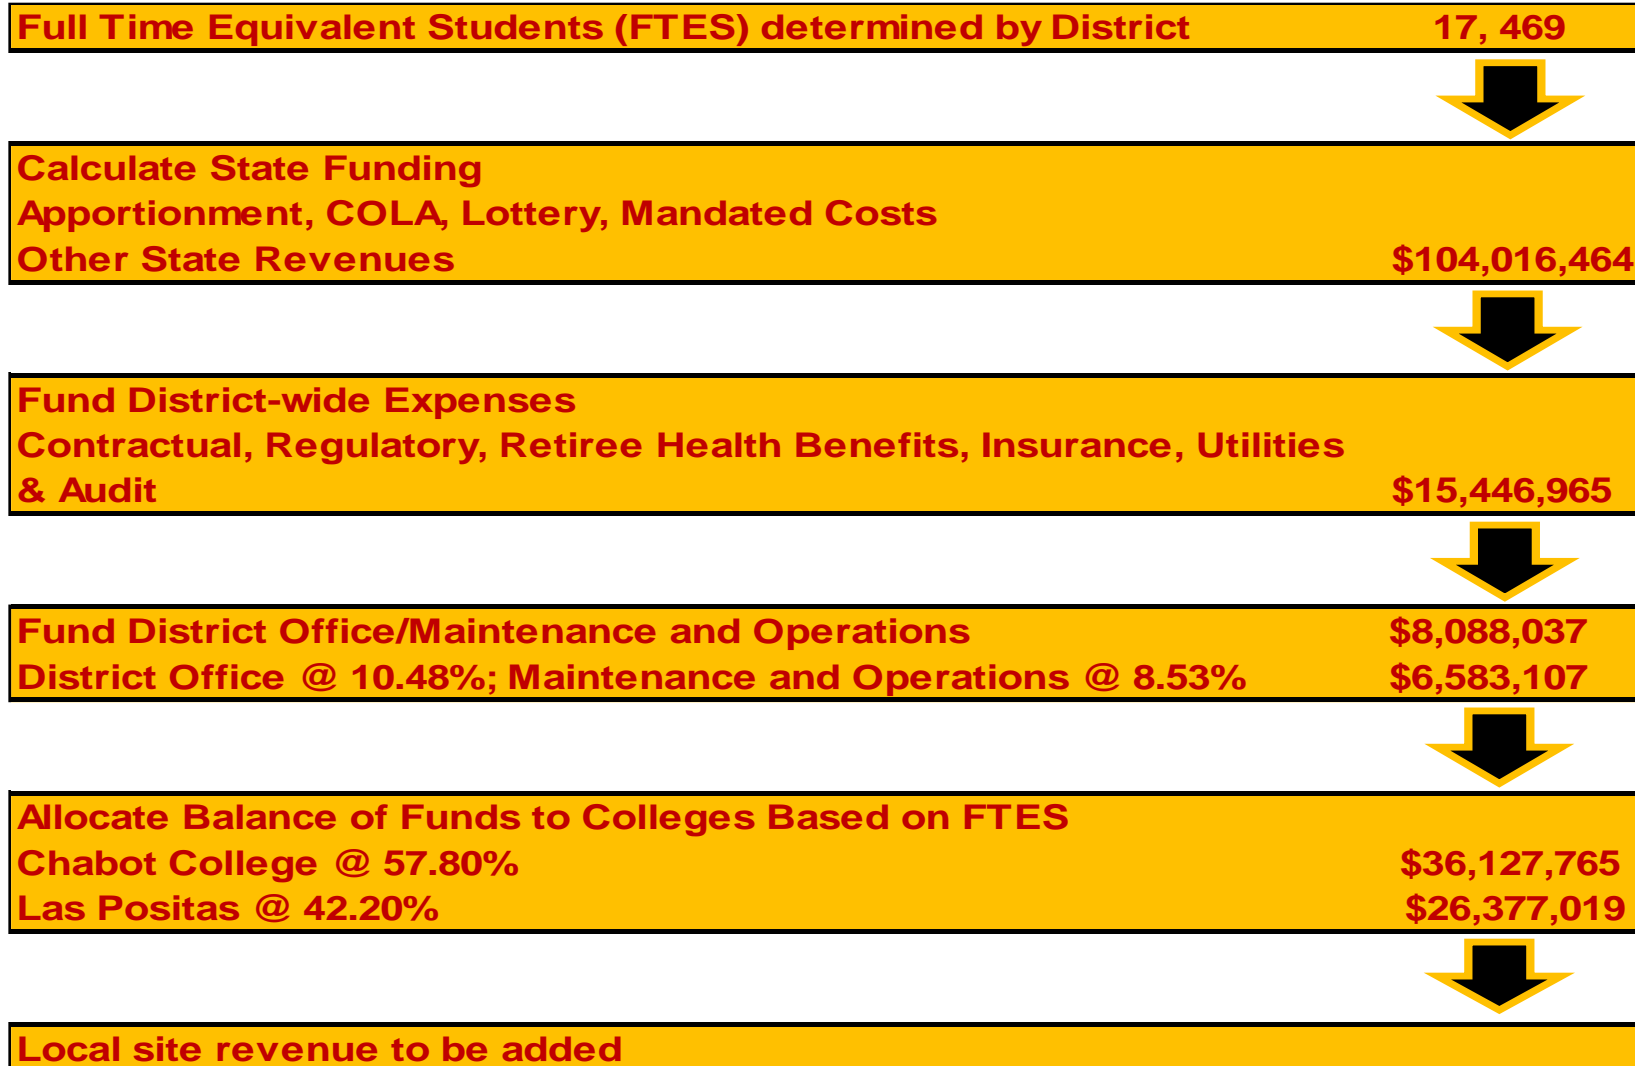 Full Time Equivalent Students (FTES) determined by District 17, 469
Calculate State Funding
Apportionment, COLA, Lottery, Mandated Costs
Other State Revenues $104,016,464
Fund District-wide Expenses
Contractual, Regulatory, Retiree Health Benefits, Insurance, Utilities
& Audit $15,446,965
Fund District Office/Maintenance and Operations $8,088,037
District Office @ 10.48%; Maintenance and Operations @ 8.53% $6,583,107
Allocate Balance of Funds to Colleges Based on FTES
Chabot College @ 57.80% $36,127,765
Las Positas @ 42.20% $26,377,019
Local site revenue to be added